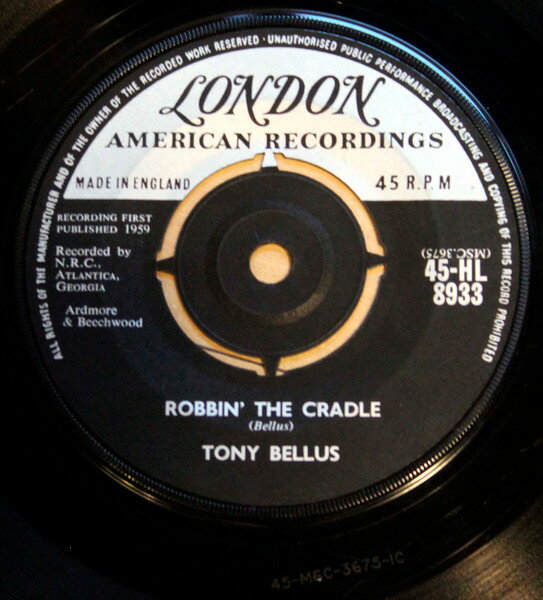 ALL RIGHTS OF THE MANUFACTURER AND OF THE OWNER OF THE RECORDED WORK RESERVED · UNAUTHORISED PUBLIC PERFORMANCE BROADCASTING AND COPYING OF THIS RECORD PROHIBITED
LONDON
AMERICAN RECORDINGS
MADE IN ENGLAND
45 R.P.M
RECORDING FIRST
PUBLISHED 1959
Recorded by
N.R.C.,
ATLANTICA,
GEORGIA
Ardmore
& Beechwood
(MSC.3675)
45-HL
8933
ROBBIN' THE CRADLE
(Bellus)
TONY BELLUS
45-MSC-3675-1C